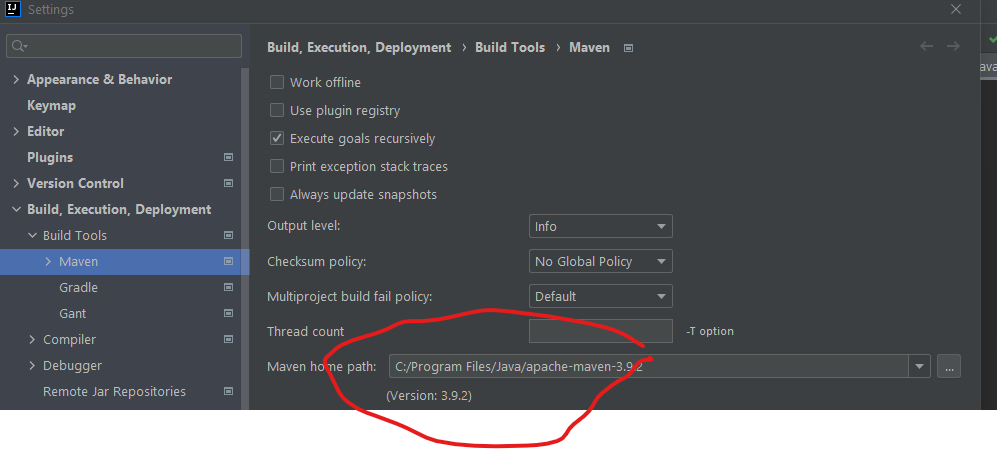 IJ
Settings
Build, Execution, Deployment › Build Tools › Maven
Appearance & Behavior
Keymap
Editor
Plugins
Version Control
Build, Execution, Deployment
Build Tools
Maven
Gradle
Gant
Compiler
Debugger
Remote Jar Repositories
Work offline
Use plugin registry
Execute goals recursively
Print exception stack traces
Always update snapshots
Output level: Info
Checksum policy: No Global Policy
Multiproject build fail policy: Default
Thread count -T option
Maven home path: C:/Program Files/Java/apache-maven-3.9.2 ...
(Version: 3.9.2)
ava